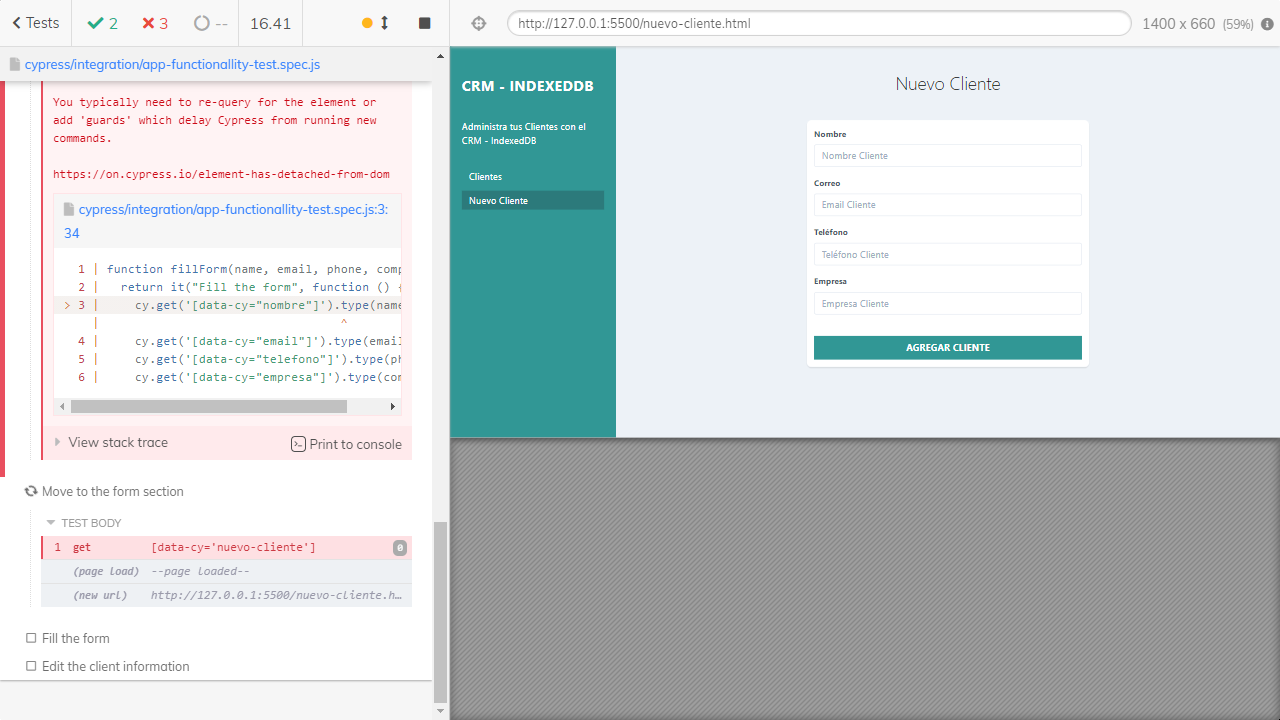 Tests
2
3
--
16.41
http://127.0.0.1:5500/nuevo-cliente.html
1400 x 660 (59%)
cypress/integration/app-functionallity-test.spec.js
You typically need to re-query for the element or
add 'guards' which delay Cypress from running new
commands.
https://on.cypress.io/element-has-detached-from-dom
cypress/integration/app-functionallity-test.spec.js:3:
34
1 | function fillForm(name, email, phone, comp
2 |   return it("Fill the form", function () {
> 3 |     cy.get('[data-cy="nombre"]').type(name
|                                   ^
4 |     cy.get('[data-cy="email"]').type(email
5 |     cy.get('[data-cy="telefono"]').type(ph
6 |     cy.get('[data-cy="empresa"]').type(com
View stack trace
Print to console
Move to the form section
TEST BODY
1 get [data-cy='nuevo-cliente'] 0
(page load) --page loaded--
(new url) http://127.0.0.1:5500/nuevo-cliente.h…
Fill the form
Edit the client information
CRM - INDEXEDDB
Administra tus Clientes con el
CRM - IndexedDB
Clientes
Nuevo Cliente
Nuevo Cliente
Nombre
Nombre Cliente
Correo
Email Cliente
Teléfono
Teléfono Cliente
Empresa
Empresa Cliente
AGREGAR CLIENTE